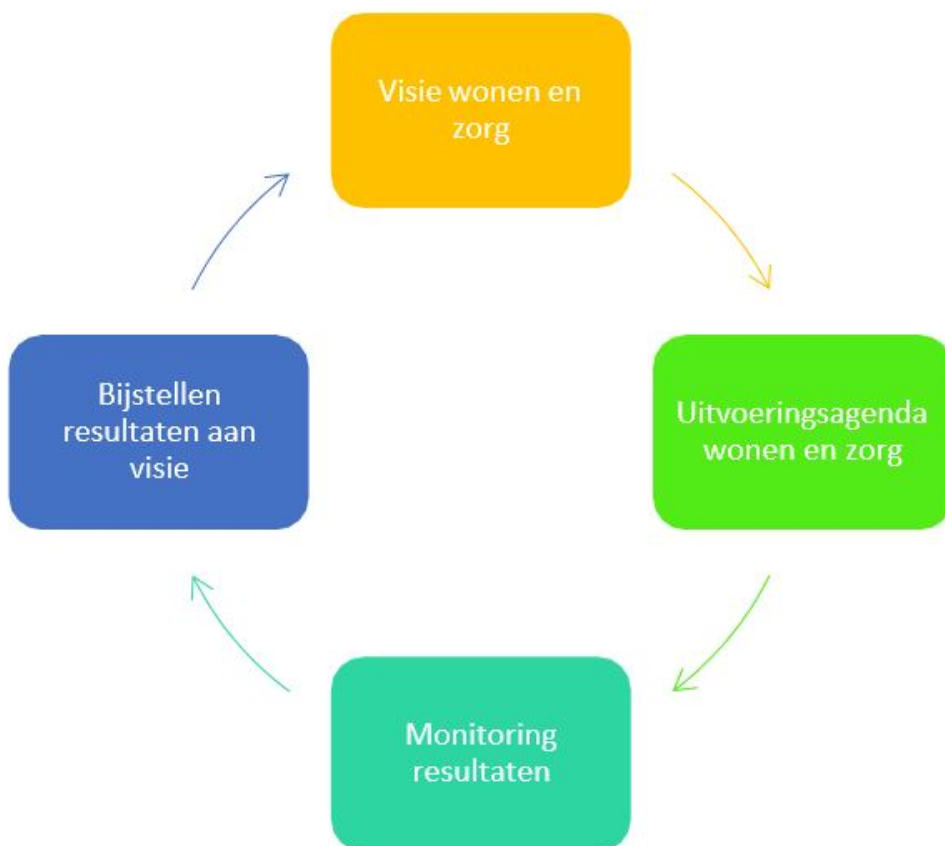 Visie wonen en
zorg
Uitvoeringsagenda
wonen en zorg
Monitoring
resultaten
Bijstellen
resultaten aan
visie